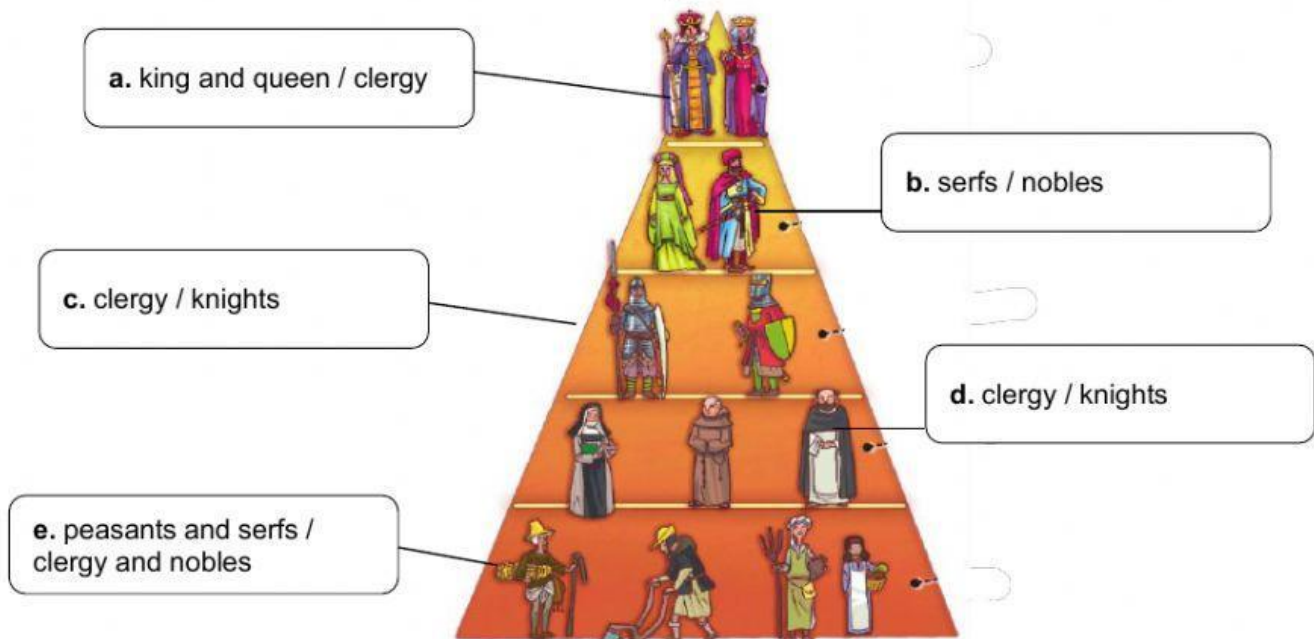 a. king and queen / clergy
b. serfs / nobles
c. clergy / knights
d. clergy / knights
e. peasants and serfs /
clergy and nobles